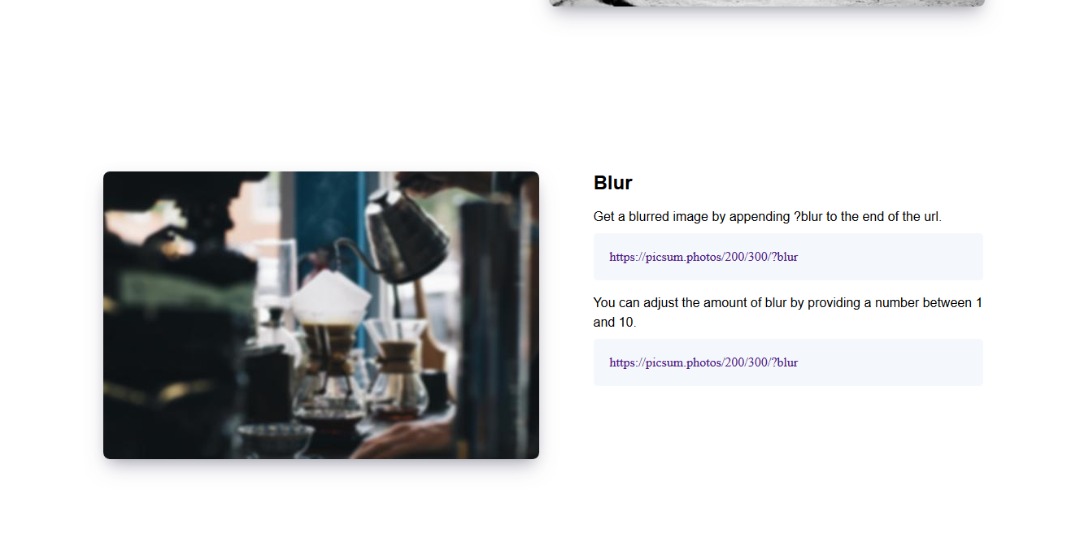 Blur
Get a blurred image by appending ?blur to the end of the url.
https://picsum.photos/200/300/?blur
You can adjust the amount of blur by providing a number between 1
and 10.
https://picsum.photos/200/300/?blur